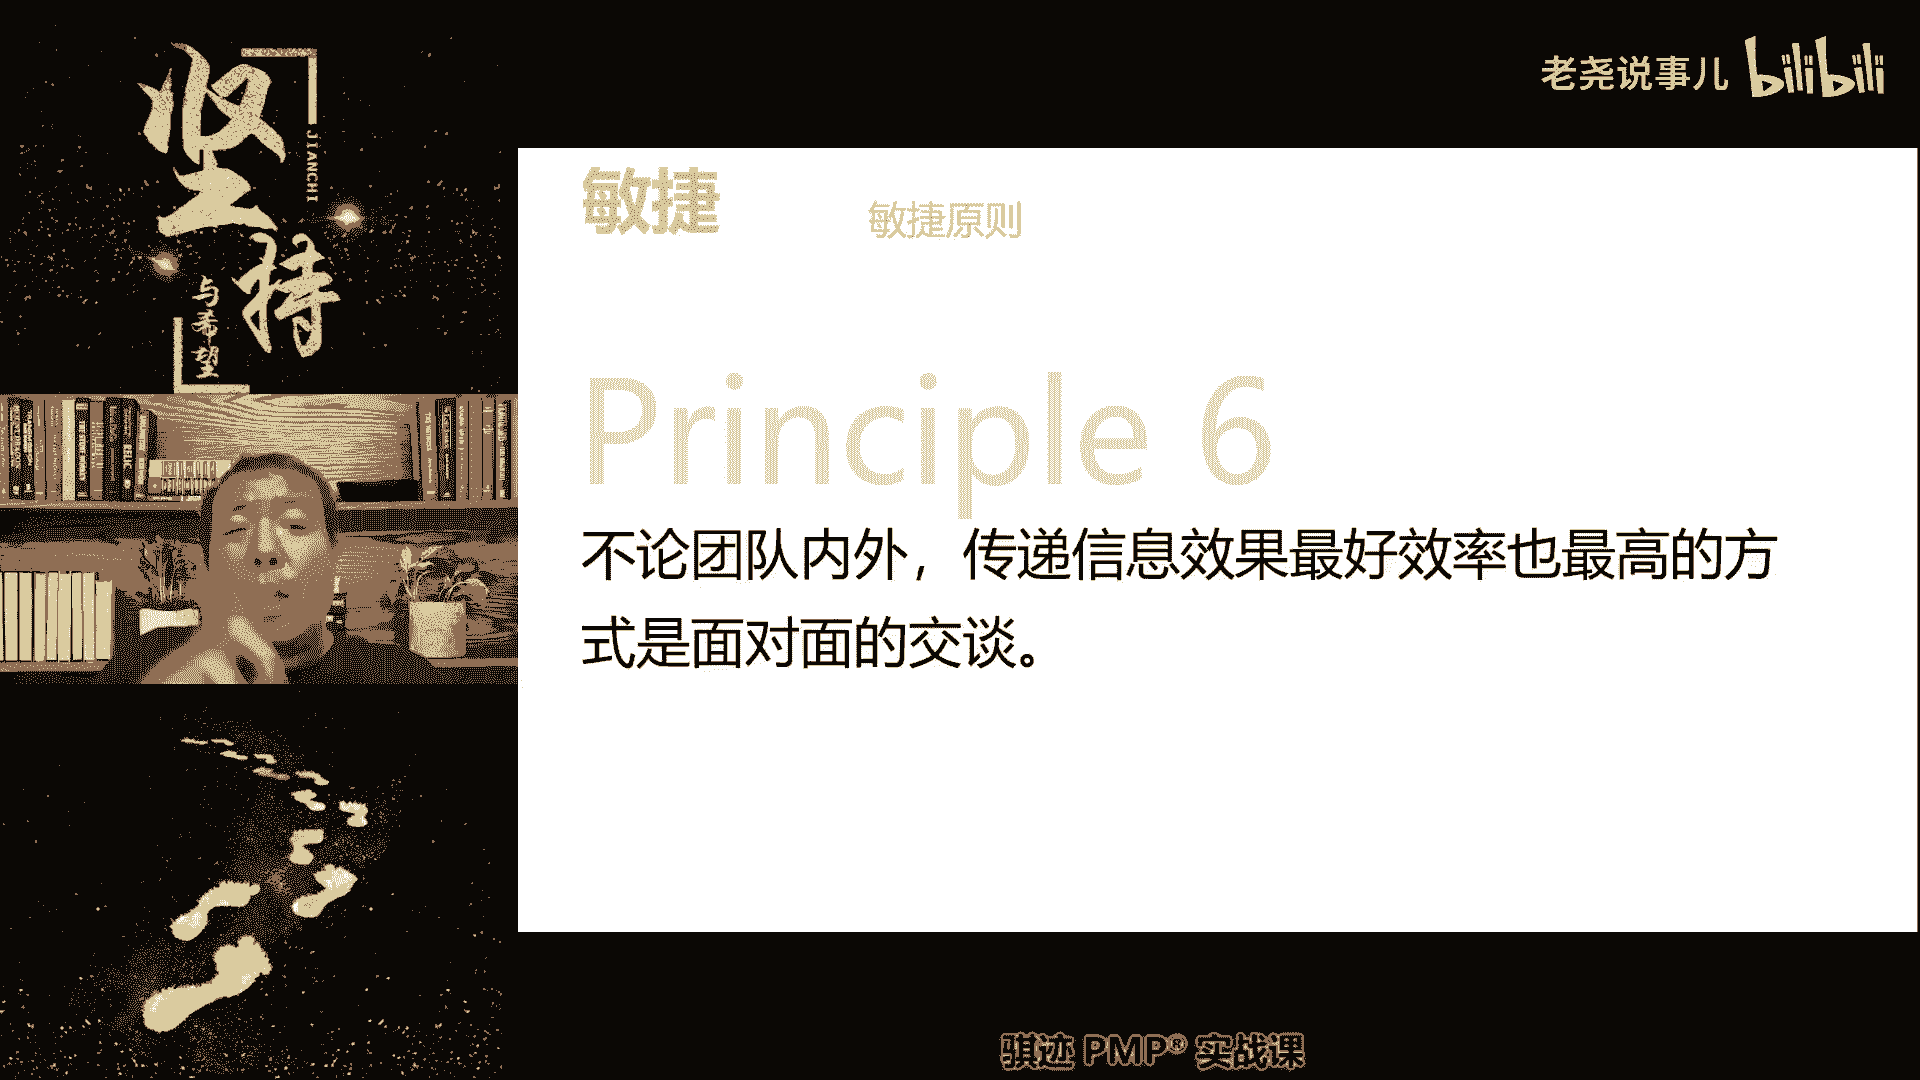 坚持
JIANCHI
与希望
老尧说事儿 bilibili
敏捷
敏捷原则
Principle 6
不论团队内外，传递信息效果最好效率也最高的方
式是面对面的交谈。
骐迹 PMP® 实战课